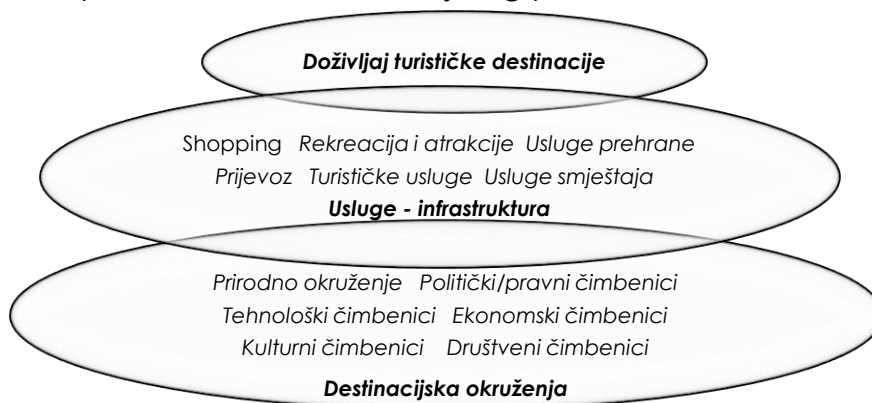 Doživljaj turističke destinacije
Shopping Rekreacija i atrakcije Usluge prehrane
Prijevoz Turističke usluge Usluge smještaja
Usluge - infrastruktura
Prirodno okruženje Politički/pravni čimbenici
Tehnološki čimbenici Ekonomski čimbenici
Kulturni čimbenici Društveni čimbenici
Destinacijska okruženja